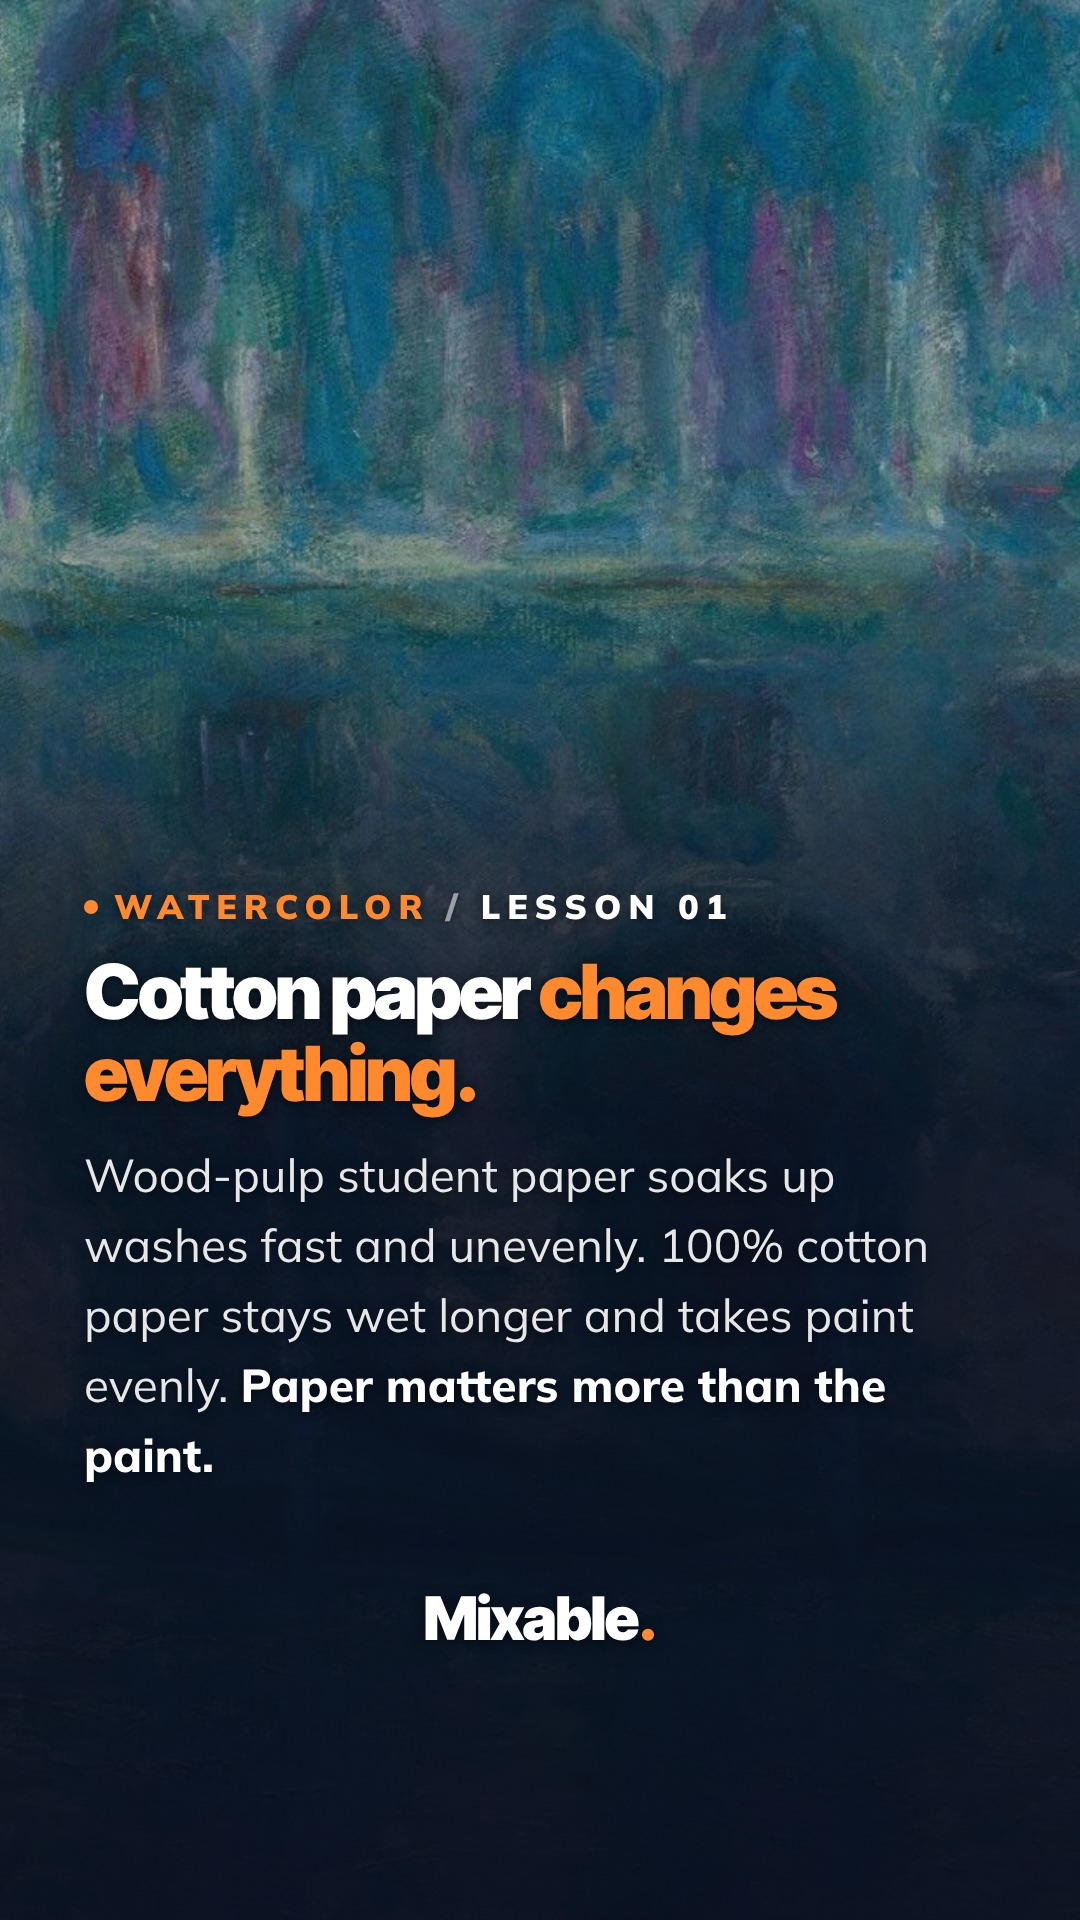 • WATERCOLOR / LESSON 01
Cotton paper changes
everything.
Wood-pulp student paper soaks up
washes fast and unevenly. 100% cotton
paper stays wet longer and takes paint
evenly. Paper matters more than the
paint.
Mixable.